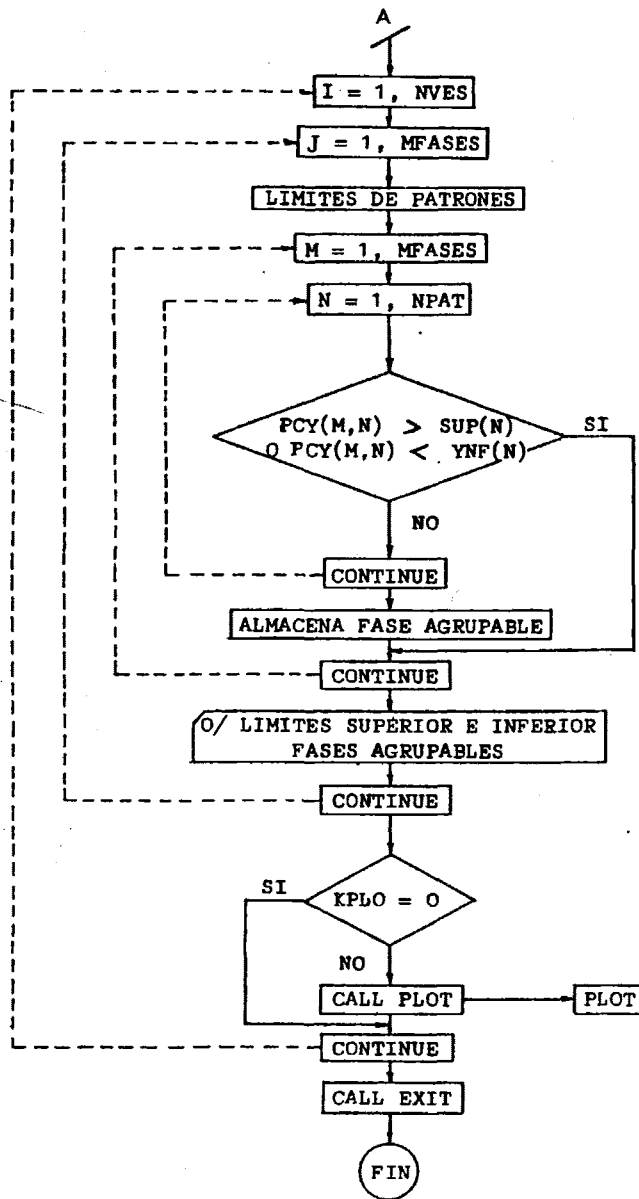 A
I = 1, NVES
J = 1, MFASES
LIMITES DE PATRONES
M = 1, MFASES
N = 1, NPAT
PCY(M,N) > SUP(N)
O PCY(M,N) < YNF(N)
SI
NO
CONTINUE
ALMACENA FASE AGRUPABLE
CONTINUE
O/ LIMITES SUPERIOR E INFERIOR
FASES AGRUPABLES
CONTINUE
SI
KPLO = O
NO
CALL PLOT
PLOT
CONTINUE
CALL EXIT
FIN